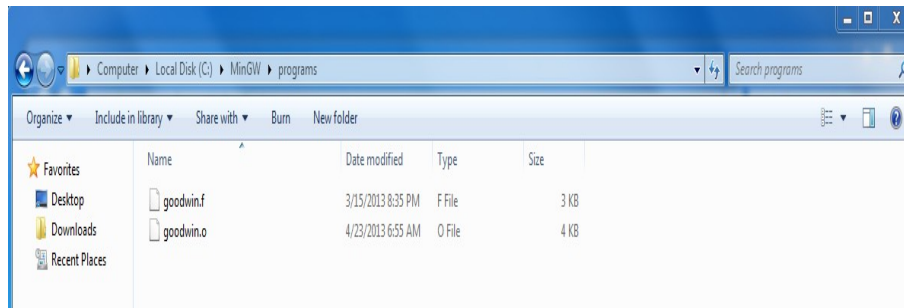 Computer Local Disk (C:) MinGW programs Search programs
Organize Include in library Share with Burn New folder
Favorites
Desktop
Downloads
Recent Places
Name Date modified Type Size
goodwin.f 3/15/2013 8:35 PM F File 3 KB
goodwin.o 4/23/2013 6:55 AM O File 4 KB